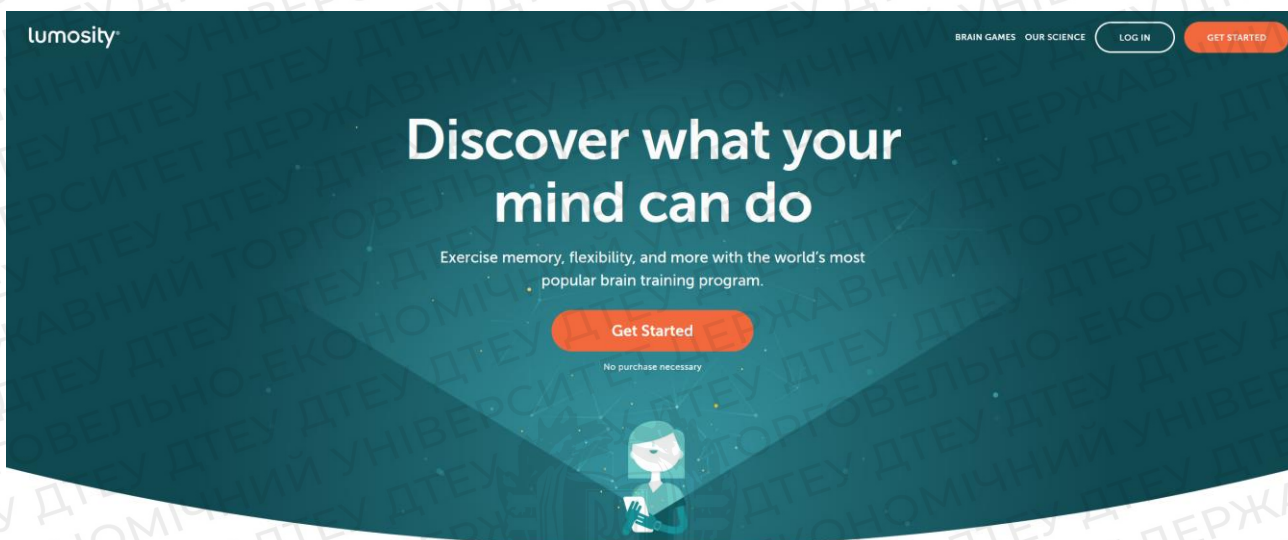 lumosity
BRAIN GAMES OUR SCIENCE LOG IN GET STARTED
Discover what your
mind can do
Exercise memory, flexibility, and more with the world's most
popular brain training program.
Get Started
No purchase necessary